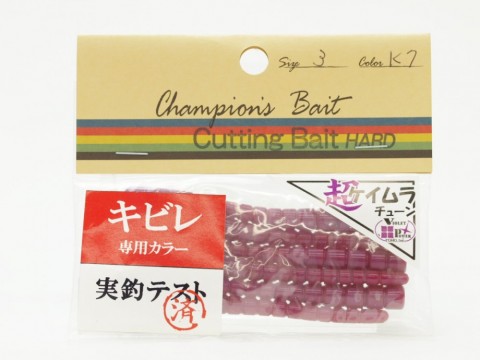 Size 3 Color K7
Champion's Bait
Cutting Bait HARD
超ケイムラ
チューン
キビレ
専用カラー
実釣テスト
済